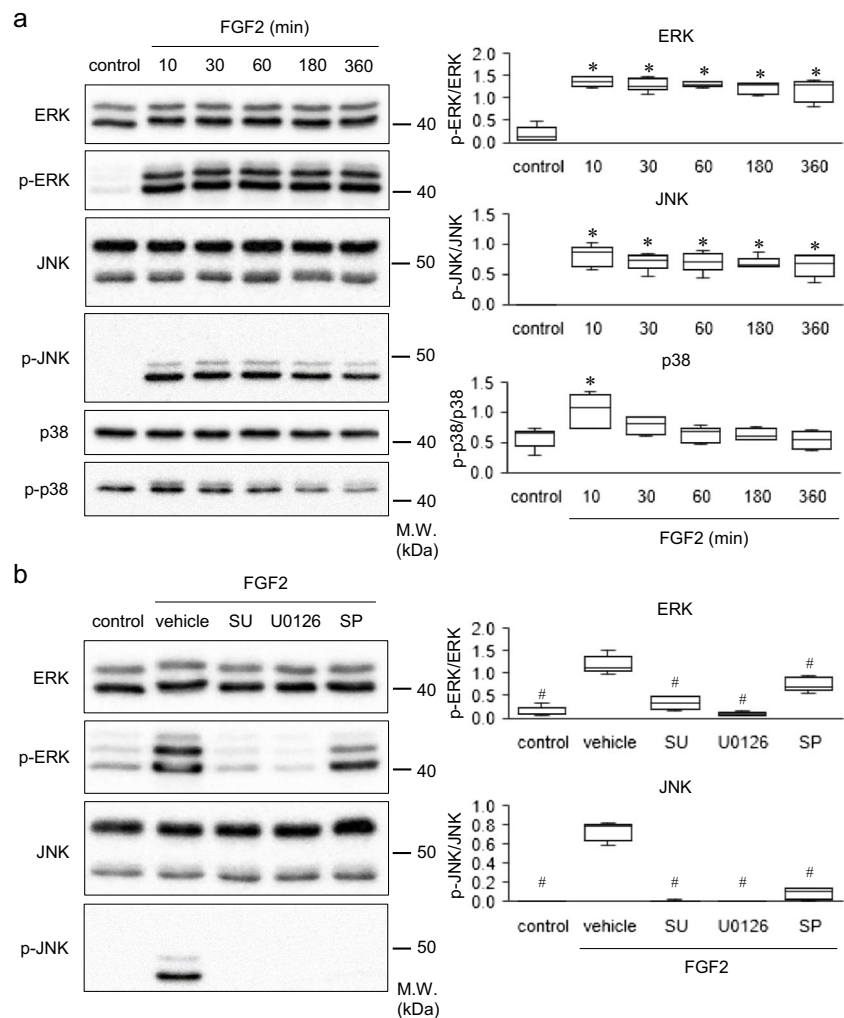 a
FGF2 (min)
control 10 30 60 180 360
ERK
40
p-ERK
40
JNK
50
p-JNK
50
p38
40
p-p38
40
M.W.
(kDa)
ERK
p-ERK/ERK
2.0
1.5
1.0
0.5
0.0
* * * * *
control 10 30 60 180 360
JNK
p-JNK/JNK
1.5
1.0
0.5
0.0
* * * * *
control 10 30 60 180 360
p38
p-p38/p38
1.5
1.0
0.5
0.0
*
control 10 30 60 180 360
FGF2 (min)
b
FGF2
control vehicle SU U0126 SP
ERK
40
p-ERK
40
JNK
50
p-JNK
50
M.W.
(kDa)
ERK
p-ERK/ERK
2.0
1.5
1.0
0.5
0.0
# # # #
control vehicle SU U0126 SP
JNK
p-JNK/JNK
1.0
0.8
0.6
0.4
0.2
0.0
# # # #
control vehicle SU U0126 SP
FGF2